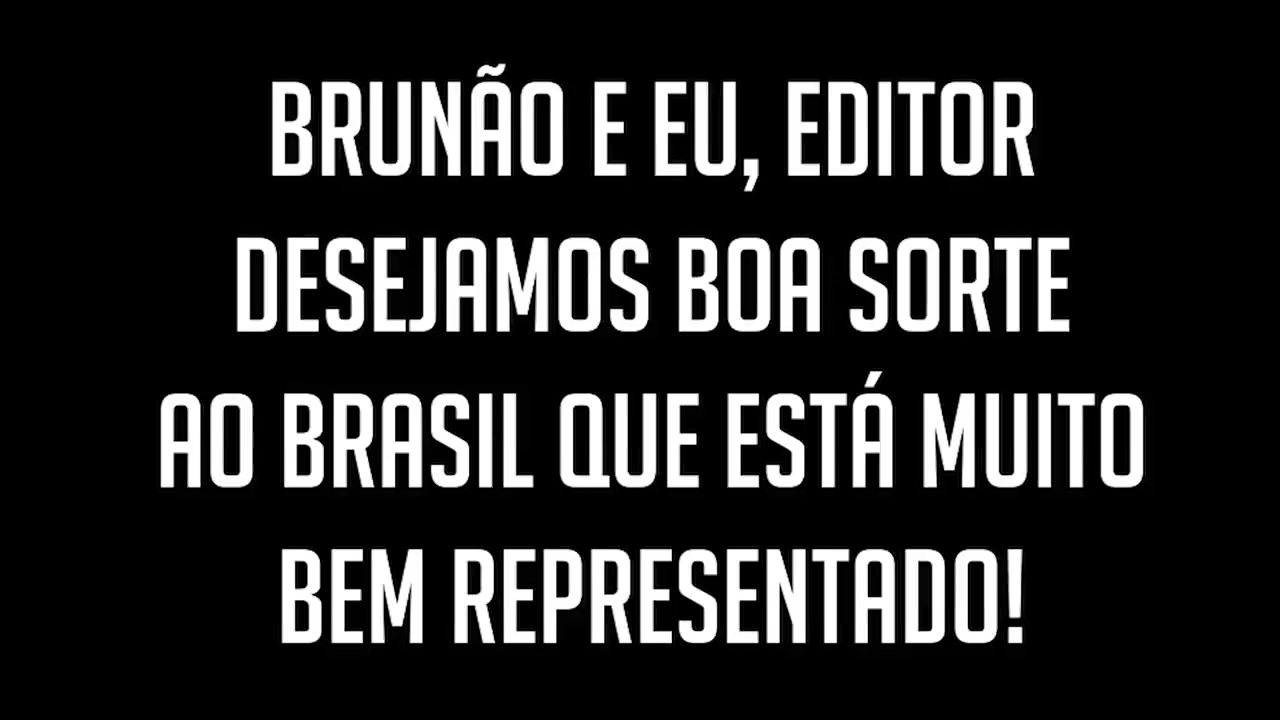 BRUNÃO E EU, EDITOR
DESEJAMOS BOA SORTE
AO BRASIL QUE ESTÁ MUITO
BEM REPRESENTADO!